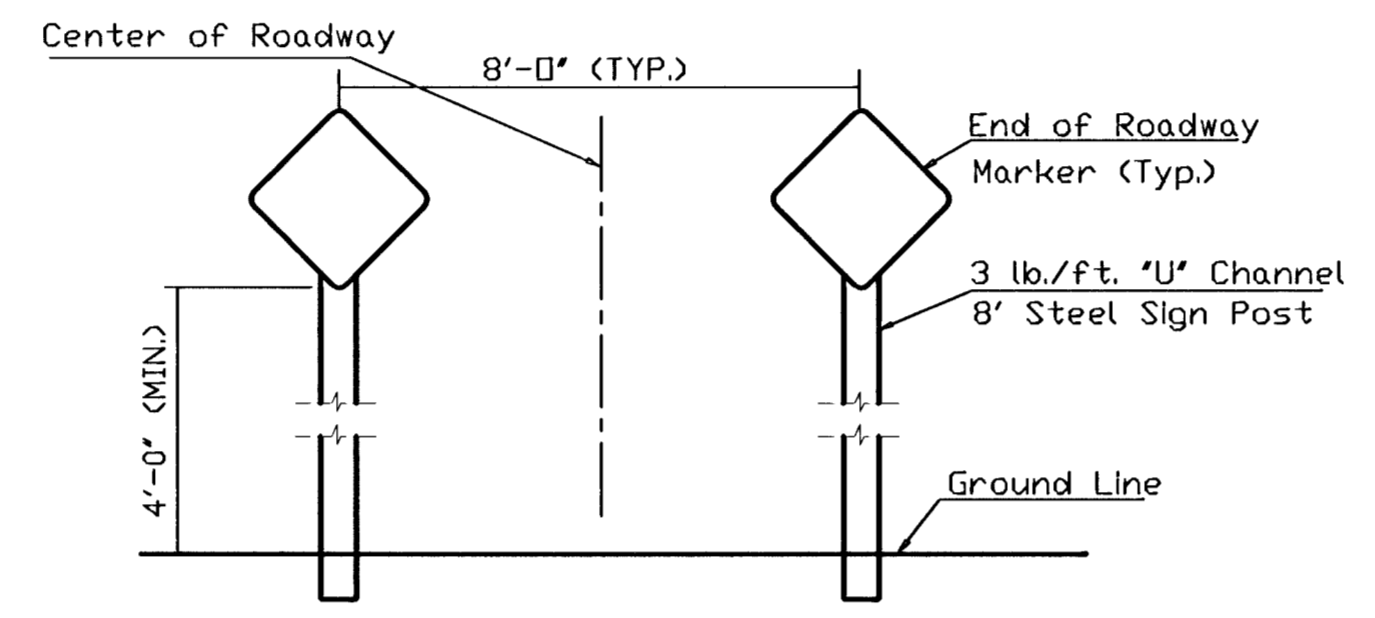 Center of Roadway
8'-0" (TYP.)
End of Roadway
Marker (Typ.)
3 lb./ft. "U" Channel
8' Steel Sign Post
4'-0" (MIN.)
Ground Line